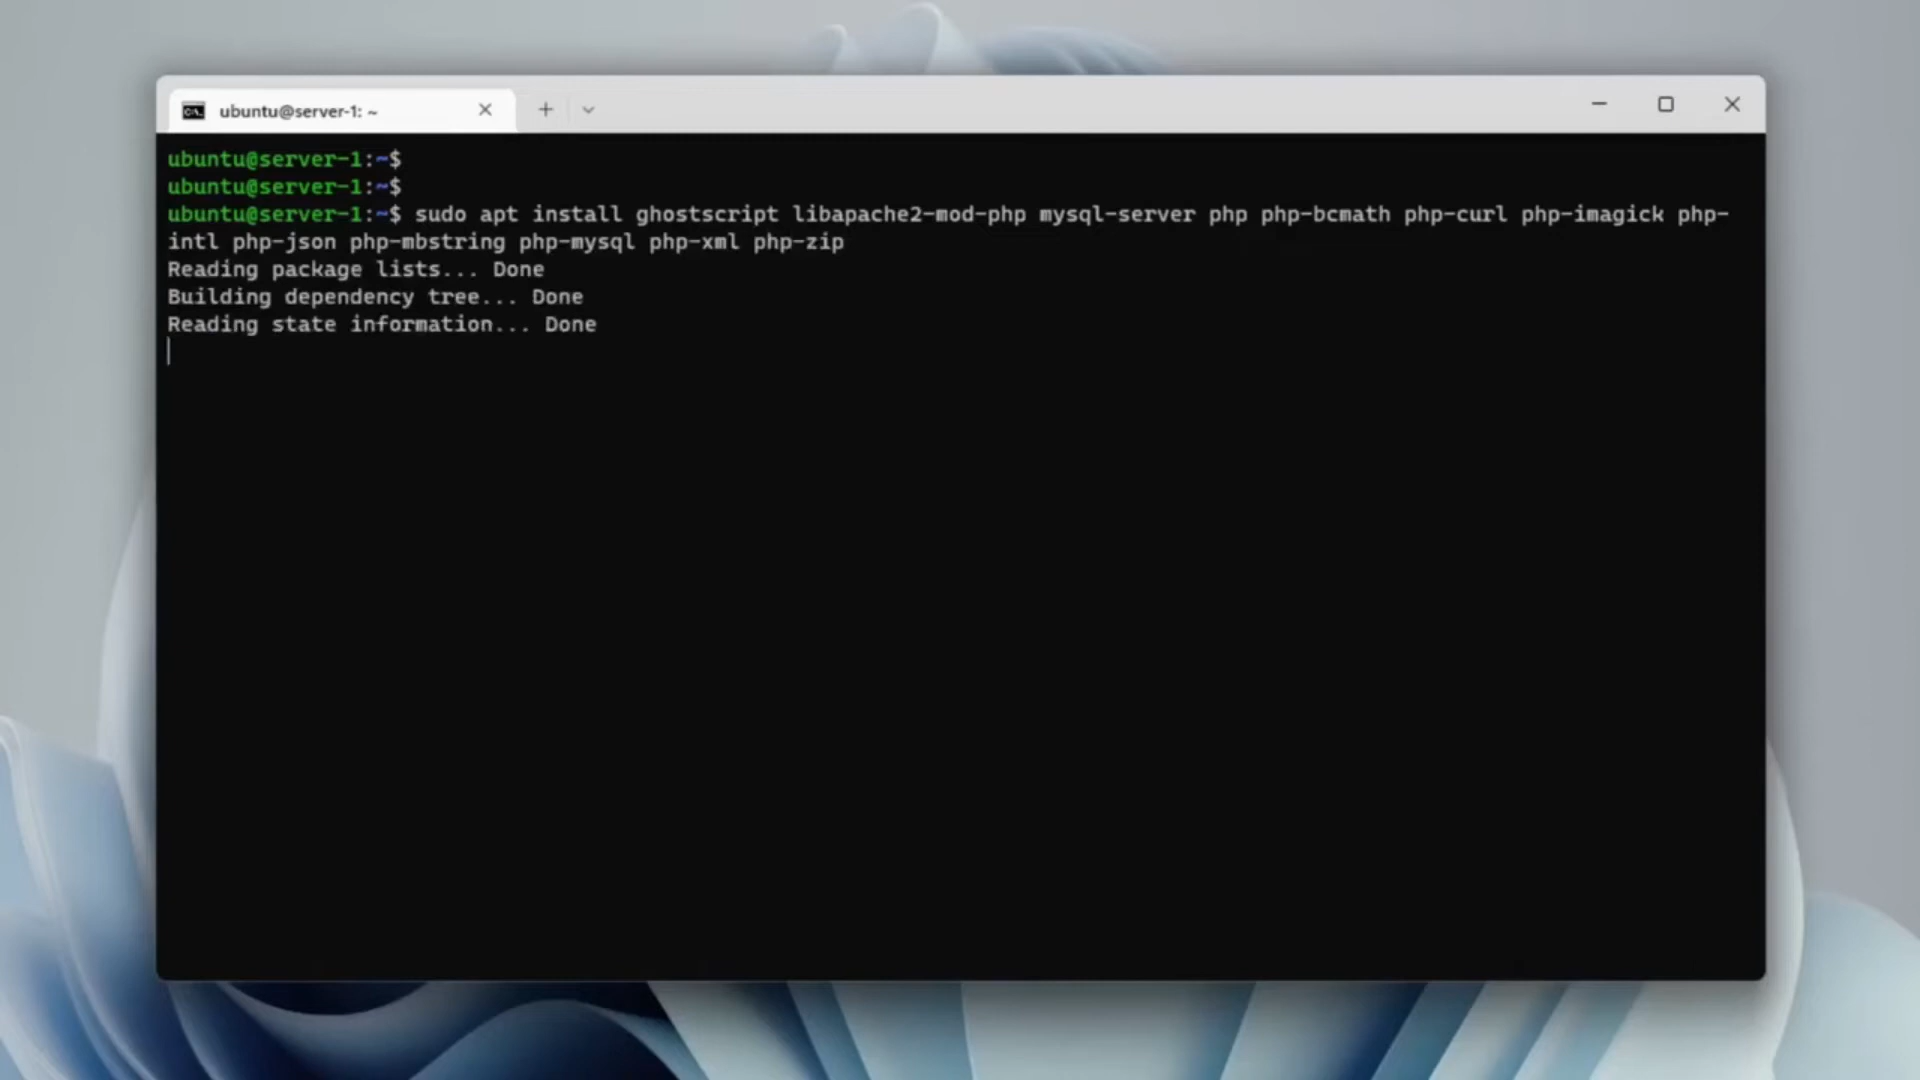 ubuntu@server-1: ~
ubuntu@server-1:~$
ubuntu@server-1:~$
ubuntu@server-1:~$ sudo apt install ghostscript libapache2-mod-php mysql-server php php-bcmath php-curl php-imagick php-
intl php-json php-mbstring php-mysql php-xml php-zip
Reading package lists... Done
Building dependency tree... Done
Reading state information... Done